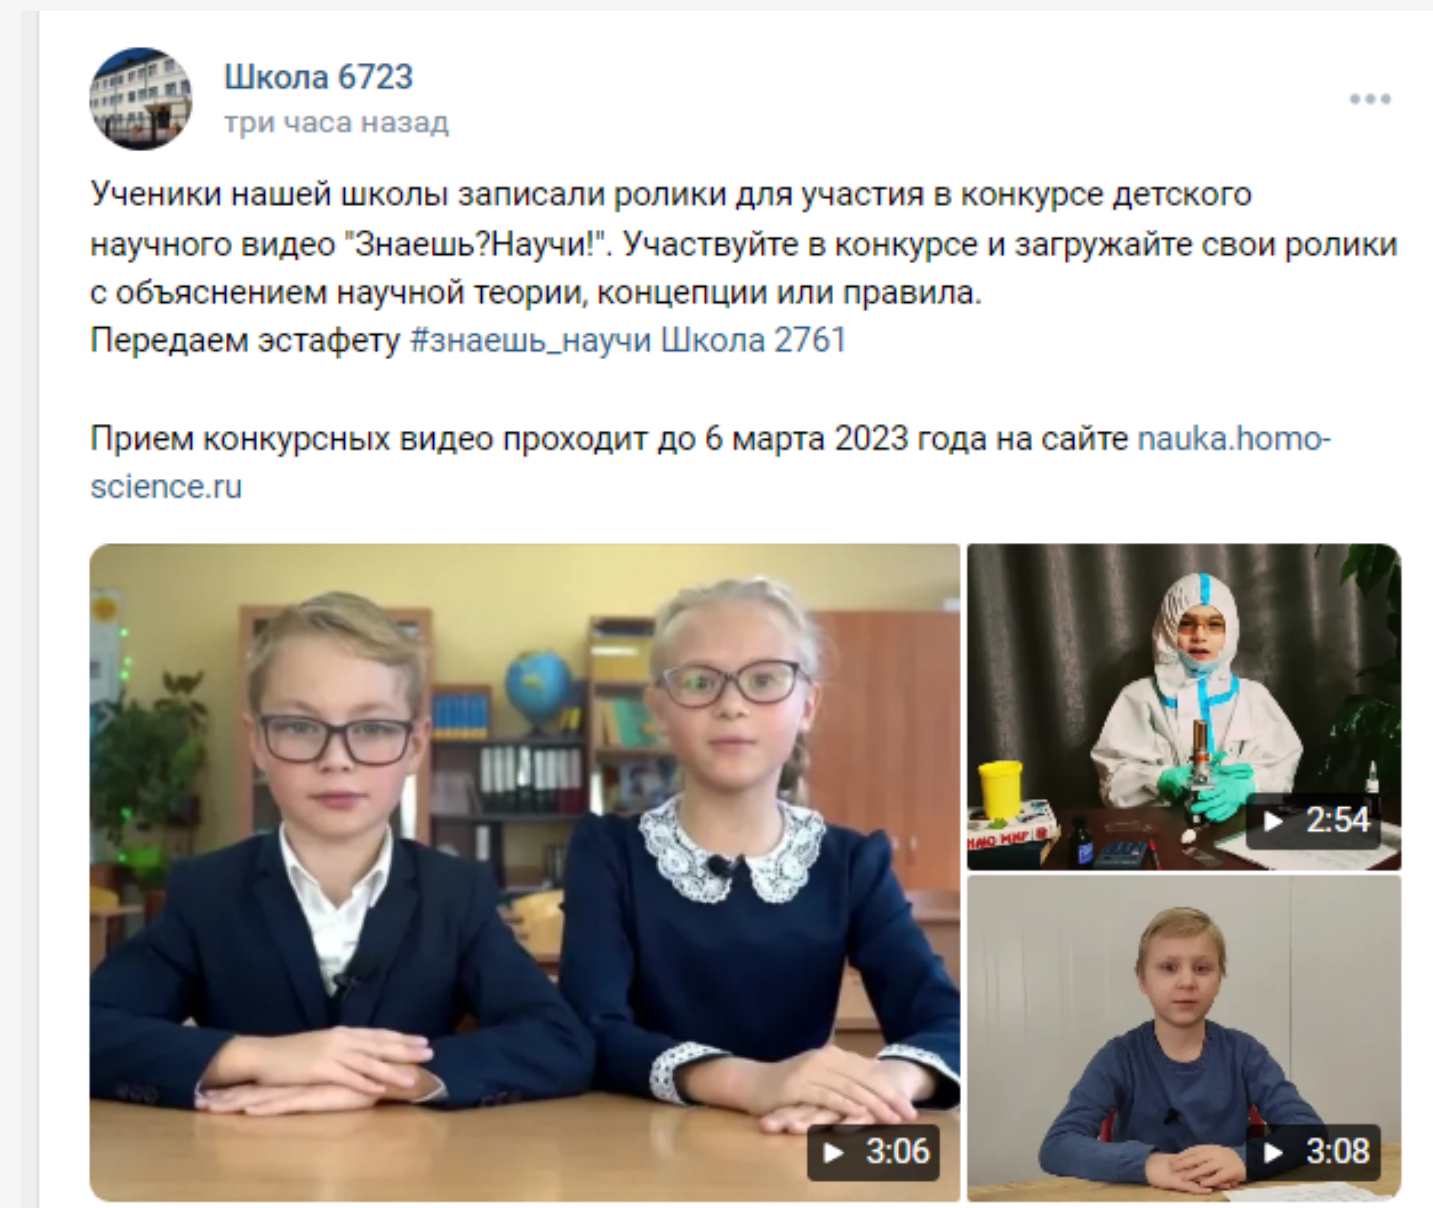 Школа 6723
три часа назад
Ученики нашей школы записали ролики для участия в конкурсе детского
научного видео "Знаешь?Научи!". Участвуйте в конкурсе и загружайте свои ролики
с объяснением научной теории, концепции или правила.
Передаем эстафету #знаешь_научи Школа 2761
Прием конкурсных видео проходит до 6 марта 2023 года на сайте nauka.homo-
science.ru
НАНО МИР
2:54
3:06
3:08